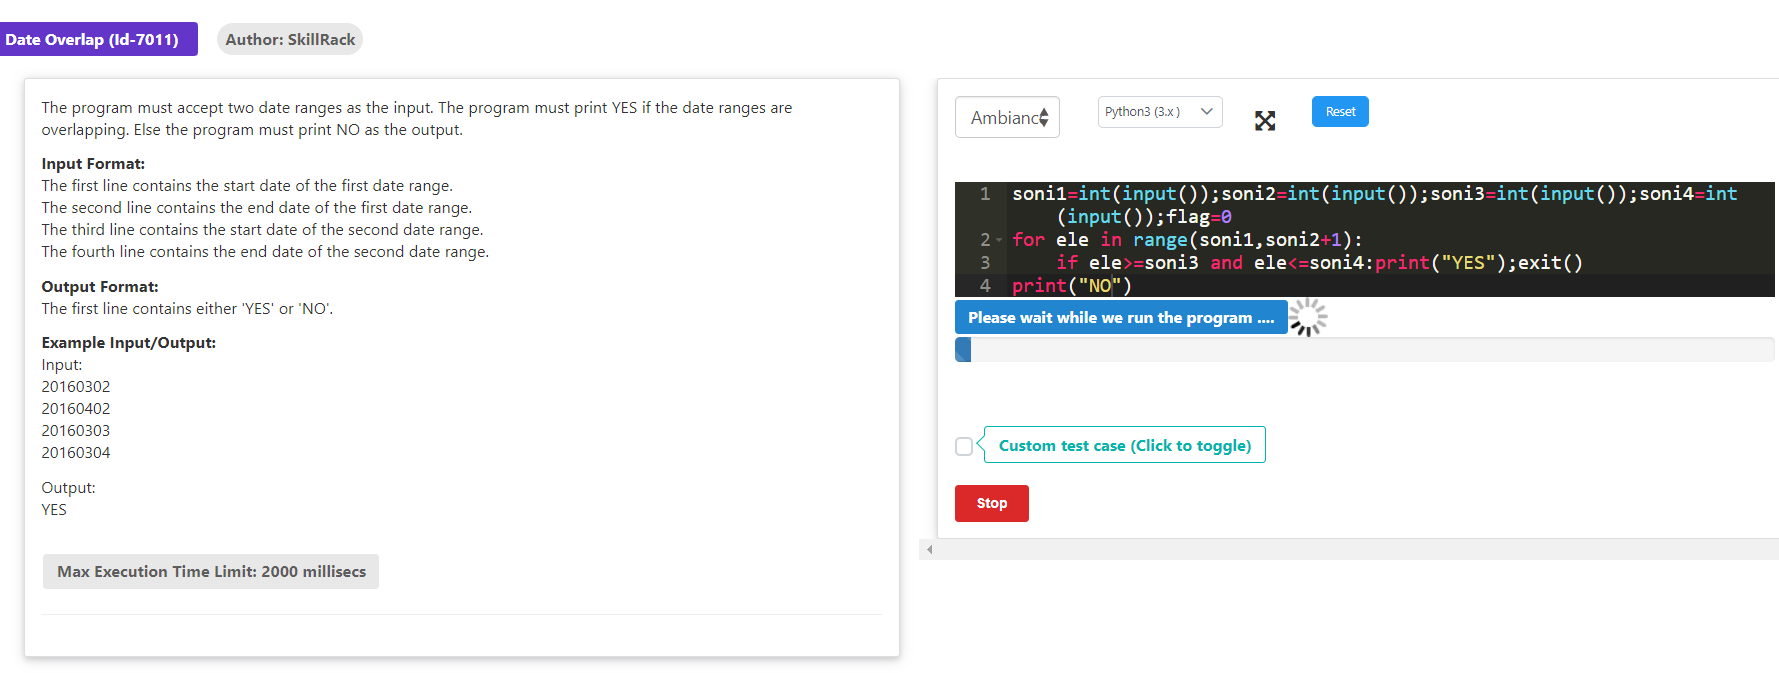 Date Overlap (Id-7011)
Author: SkillRack
The program must accept two date ranges as the input. The program must print YES if the date ranges are
overlapping. Else the program must print NO as the output.
Input Format:
The first line contains the start date of the first date range.
The second line contains the end date of the first date range.
The third line contains the start date of the second date range.
The fourth line contains the end date of the second date range.
Output Format:
The first line contains either 'YES' or 'NO'.
Example Input/Output:
Input:
20160302
20160402
20160303
20160304
Output:
YES
Max Execution Time Limit: 2000 millisecs
Ambianc
Python3 (3.x)
Reset
1 soni1=int(input());soni2=int(input());soni3=int(input());soni4=int
(input());flag=0
2 for ele in range(soni1,soni2+1):
3 if ele>=soni3 and ele<=soni4:print("YES");exit()
4 print("NO")
Please wait while we run the program ....
Custom test case (Click to toggle)
Stop